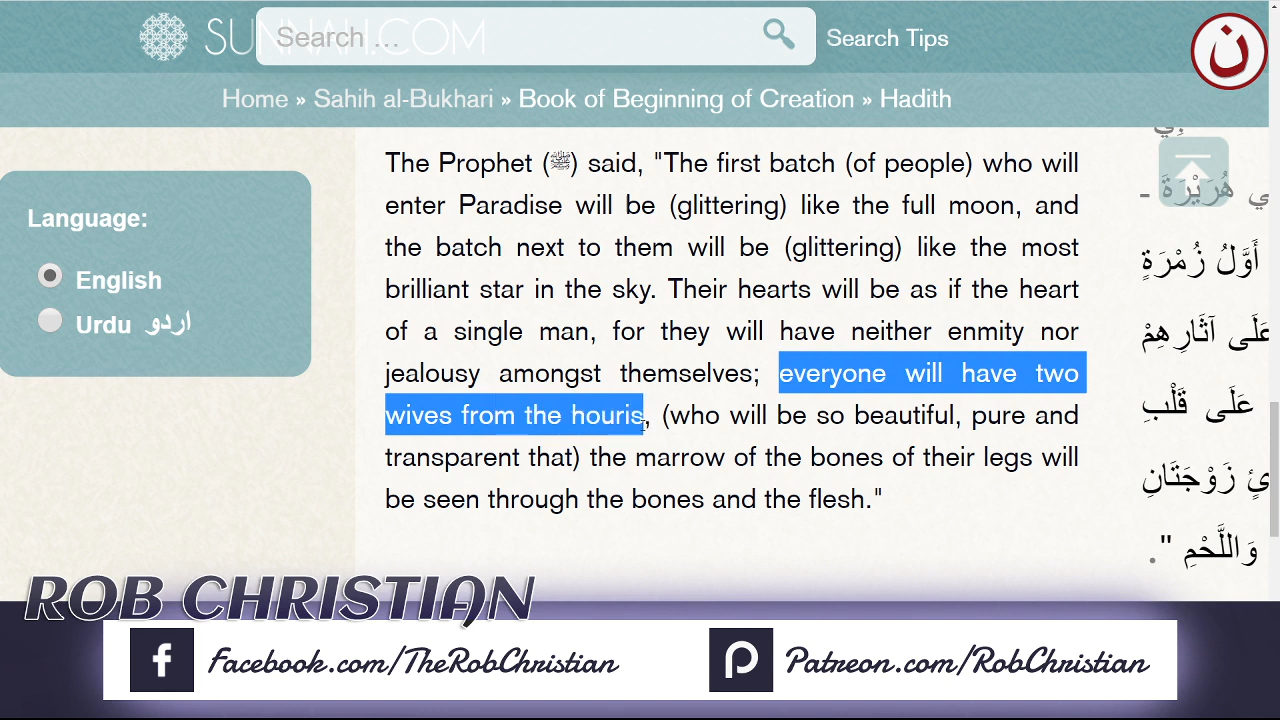 SUNNAH.COM
Search ...
Search Tips
ن
Home » Sahih al-Bukhari » Book of Beginning of Creation » Hadith
Language:
English
Urdu اردو
The Prophet (ﷺ) said, "The first batch (of people) who will
enter Paradise will be (glittering) like the full moon, and
the batch next to them will be (glittering) like the most
brilliant star in the sky. Their hearts will be as if the heart
of a single man, for they will have neither enmity nor
jealousy amongst themselves; everyone will have two
wives from the houris, (who will be so beautiful, pure and
transparent that) the marrow of the bones of their legs will
be seen through the bones and the flesh."
هُرَيْرَةَ -
أَوَّلُ زُمْرَةٍ
عَلَى آثَارِهِمْ
عَلَى قَلْبِ
زَوْجَتَانِ
وَاللَّحْمِ ".
ROB CHRISTIAN
f Facebook.com/TheRobChristian
Patreon.com/RobChristian